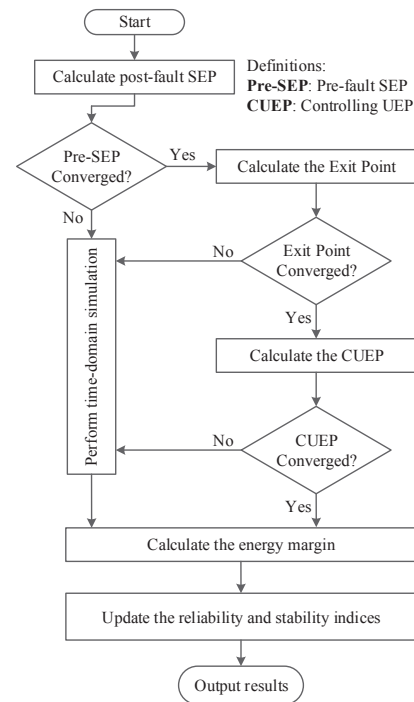 Start
Calculate post-fault SEP
Definitions:
Pre-SEP: Pre-fault SEP
CUEP: Controlling UEP
Pre-SEP
Converged?
Yes
Calculate the Exit Point
No
Exit Point
Converged?
No
Yes
Perform time-domain simulation
Calculate the CUEP
CUEP
Converged?
No
Yes
Calculate the energy margin
Update the reliability and stability indices
Output results